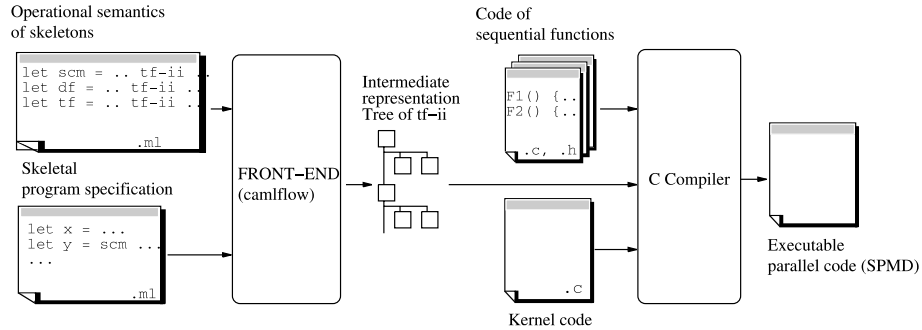 Operational semantics
of skeletons
let scm = .. tf-ii ..
let df = .. tf-ii ..
let tf = .. tf-ii ..
.ml
Skeletal
program specification
let x = ...
let y = scm ...
...
.ml
FRONT-END
(camlflow)
Intermediate
representation
Tree of tf-ii
Code of
sequential functions
F1() {..
F2() {..
.c, .h
.c
Kernel code
C Compiler
Executable
parallel code (SPMD)